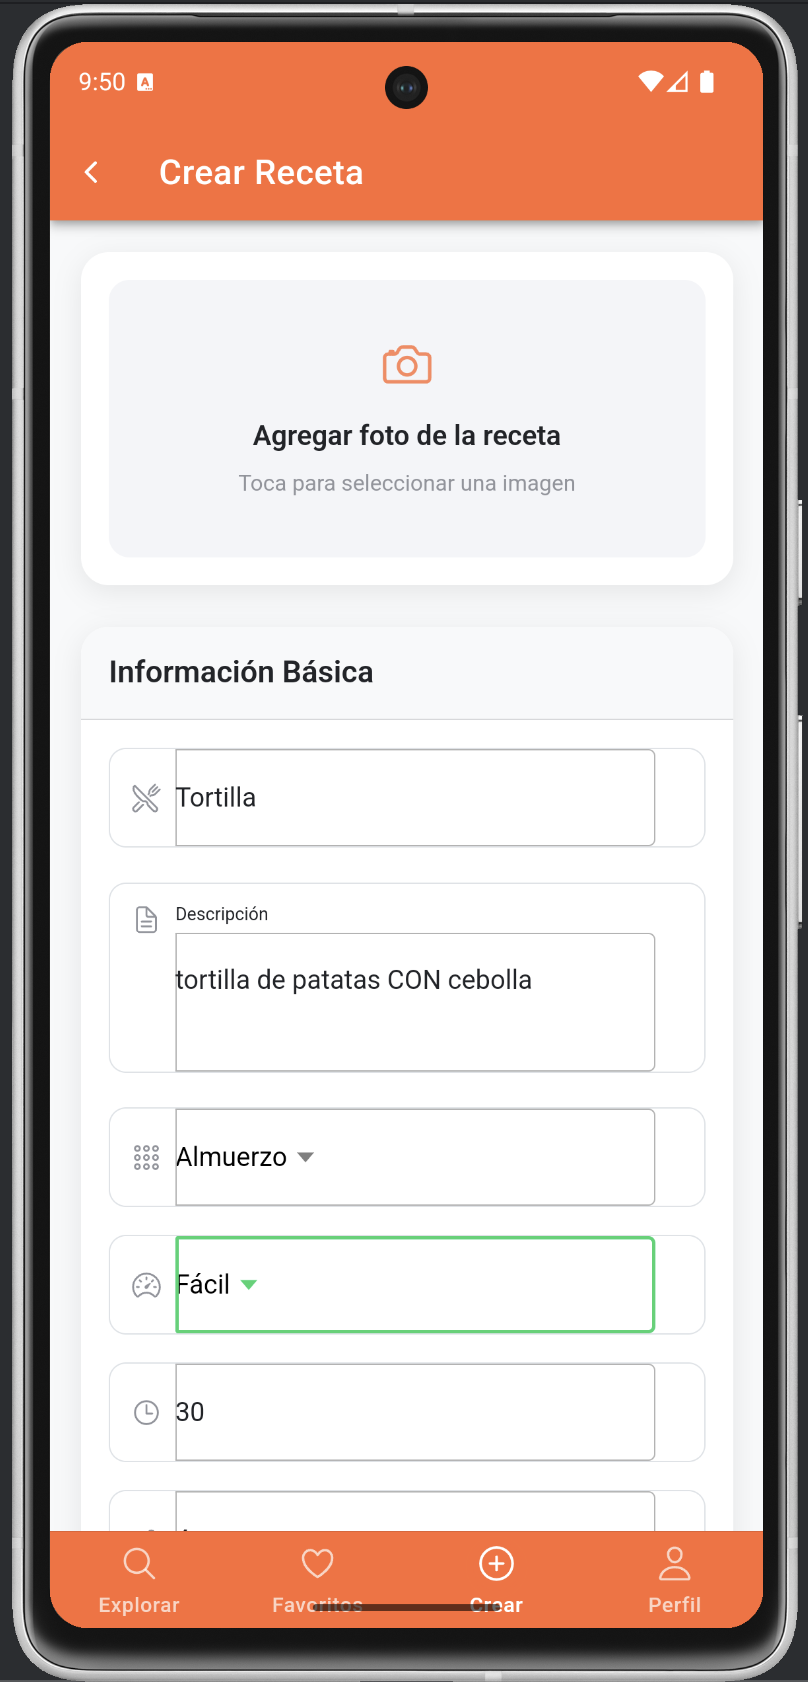 9:50
Crear Receta
Agregar foto de la receta
Toca para seleccionar una imagen
Información Básica
Tortilla
Descripción
tortilla de patatas CON cebolla
Almuerzo
Fácil
30
Explorar
Favoritos
Crear
Perfil